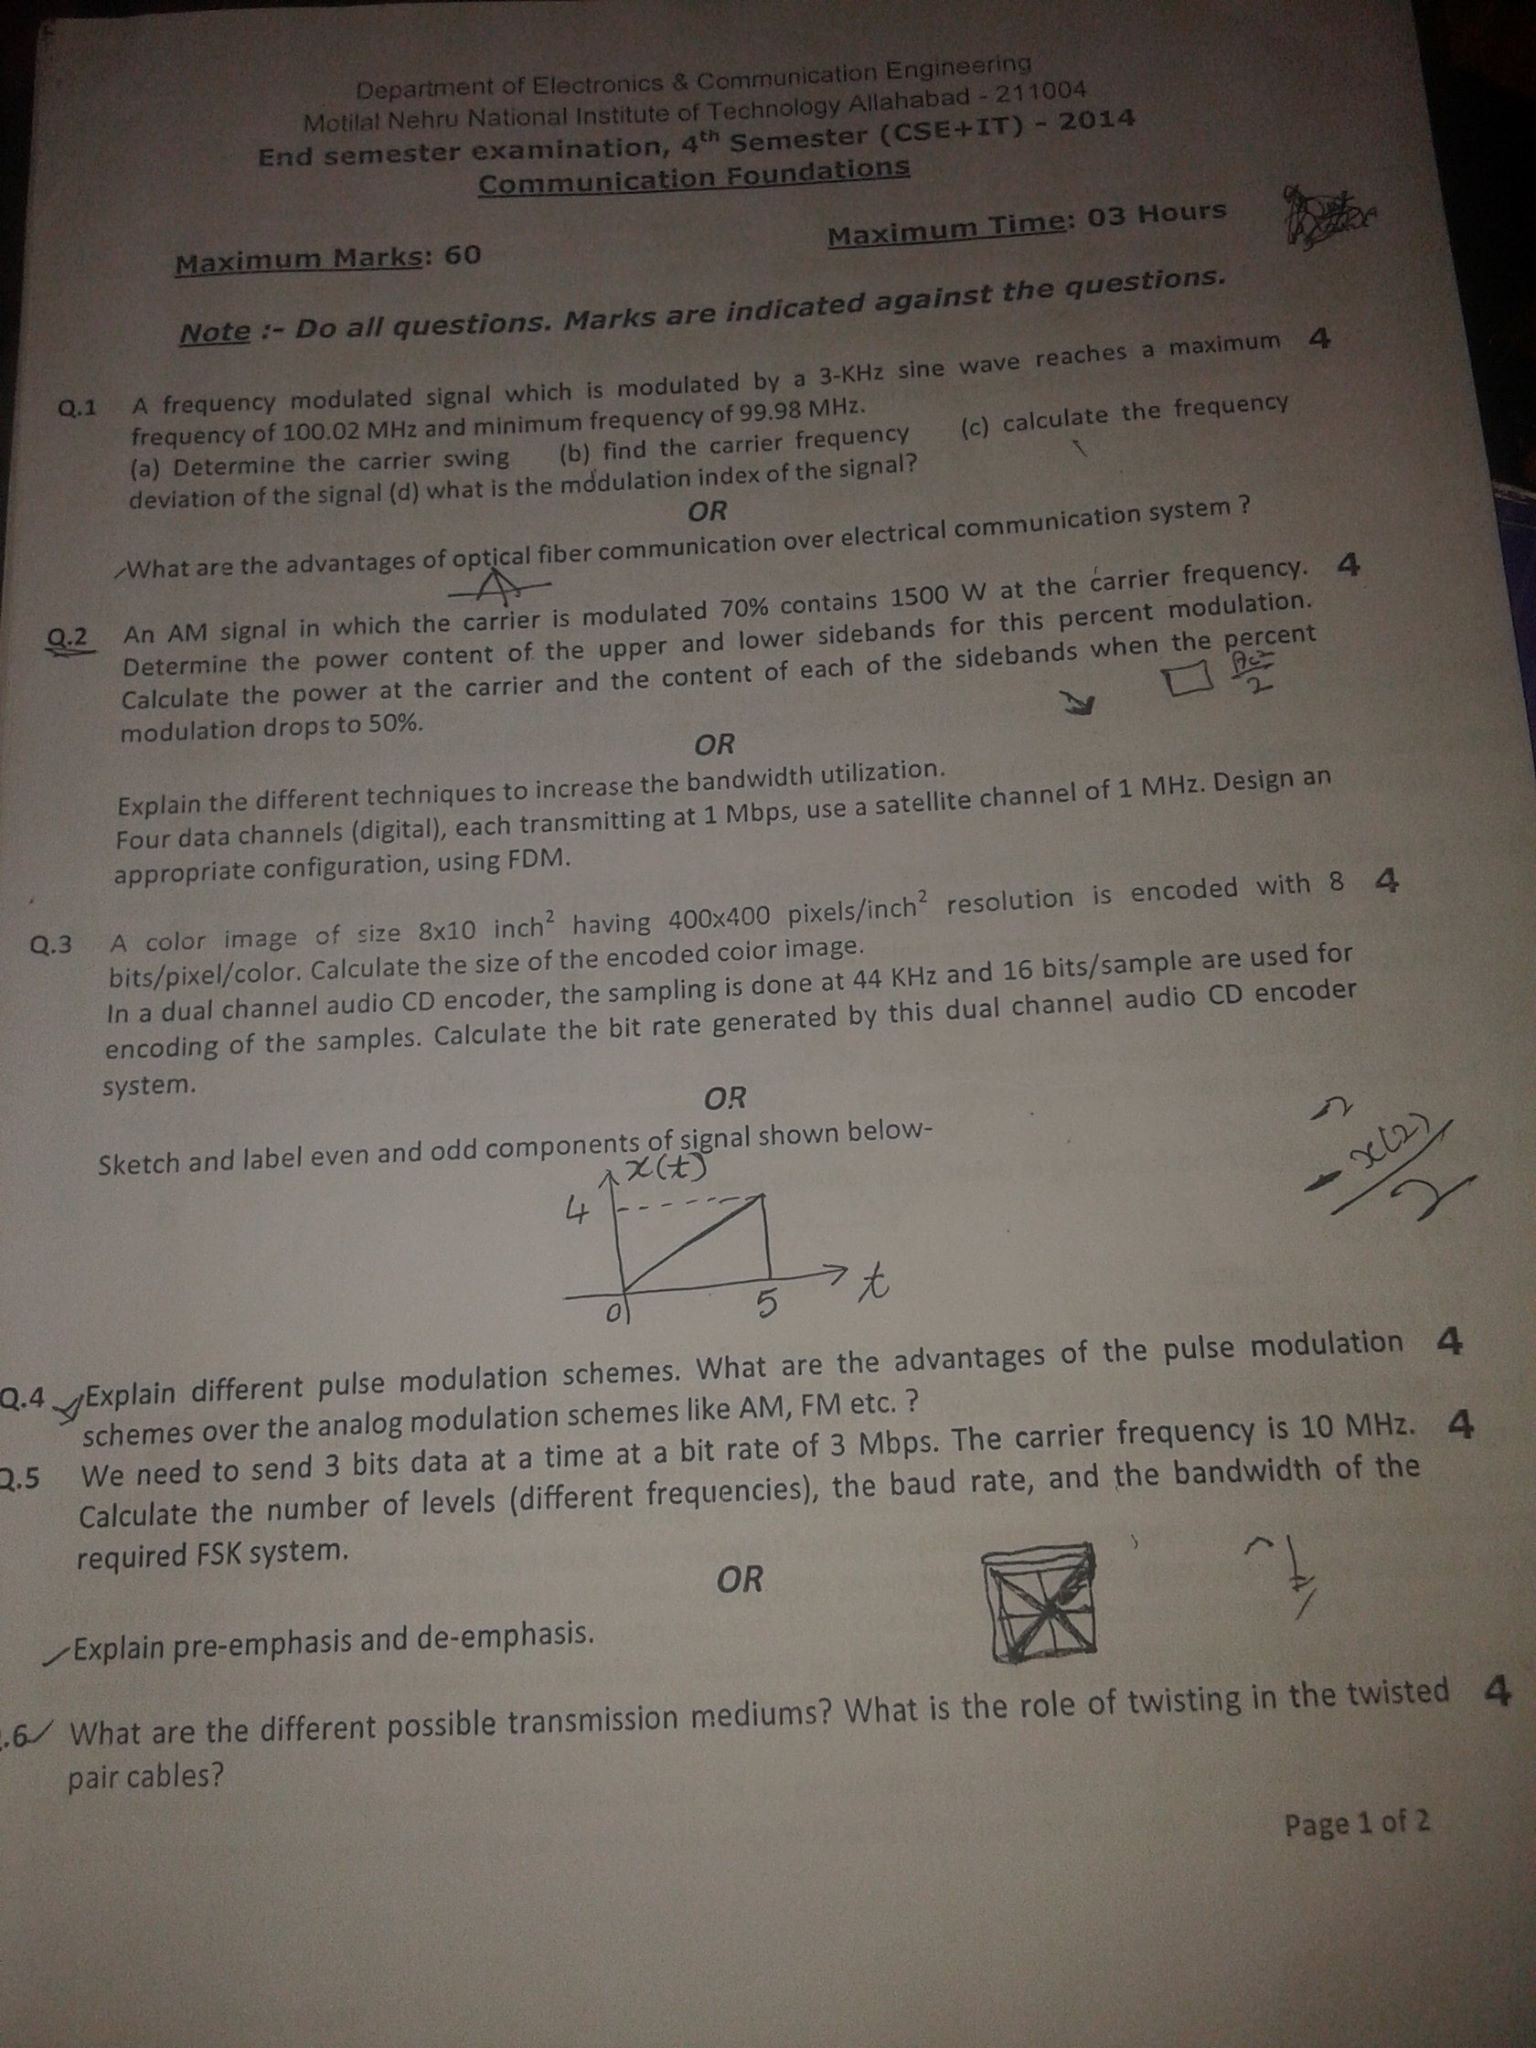 Department of Electronics & Communication Engineering
Motilal Nehru National Institute of Technology Allahabad - 211004
End semester examination, 4th Semester (CSE+IT) - 2014
Communication Foundations
Maximum Marks: 60 Maximum Time: 03 Hours
Note :- Do all questions. Marks are indicated against the questions.
Q.1 A frequency modulated signal which is modulated by a 3-KHz sine wave reaches a maximum 4
frequency of 100.02 MHz and minimum frequency of 99.98 MHz.
(a) Determine the carrier swing (b) find the carrier frequency (c) calculate the frequency
deviation of the signal (d) what is the modulation index of the signal?
OR
What are the advantages of optical fiber communication over electrical communication system ?
Q.2 An AM signal in which the carrier is modulated 70% contains 1500 W at the carrier frequency. 4
Determine the power content of the upper and lower sidebands for this percent modulation.
Calculate the power at the carrier and the content of each of the sidebands when the percent
modulation drops to 50%.
OR
Explain the different techniques to increase the bandwidth utilization.
Four data channels (digital), each transmitting at 1 Mbps, use a satellite channel of 1 MHz. Design an
appropriate configuration, using FDM.
Q.3 A color image of size 8x10 inch² having 400x400 pixels/inch² resolution is encoded with 8 4
bits/pixel/color. Calculate the size of the encoded color image.
In a dual channel audio CD encoder, the sampling is done at 44 KHz and 16 bits/sample are used for
encoding of the samples. Calculate the bit rate generated by this dual channel audio CD encoder
system.
OR
Sketch and label even and odd components of signal shown below-
x(t)
4
0 5 t
x(2)
2
Q.4 Explain different pulse modulation schemes. What are the advantages of the pulse modulation 4
schemes over the analog modulation schemes like AM, FM etc. ?
Q.5 We need to send 3 bits data at a time at a bit rate of 3 Mbps. The carrier frequency is 10 MHz. 4
Calculate the number of levels (different frequencies), the baud rate, and the bandwidth of the
required FSK system.
OR
Explain pre-emphasis and de-emphasis.
.6 What are the different possible transmission mediums? What is the role of twisting in the twisted 4
pair cables?
Page 1 of 2